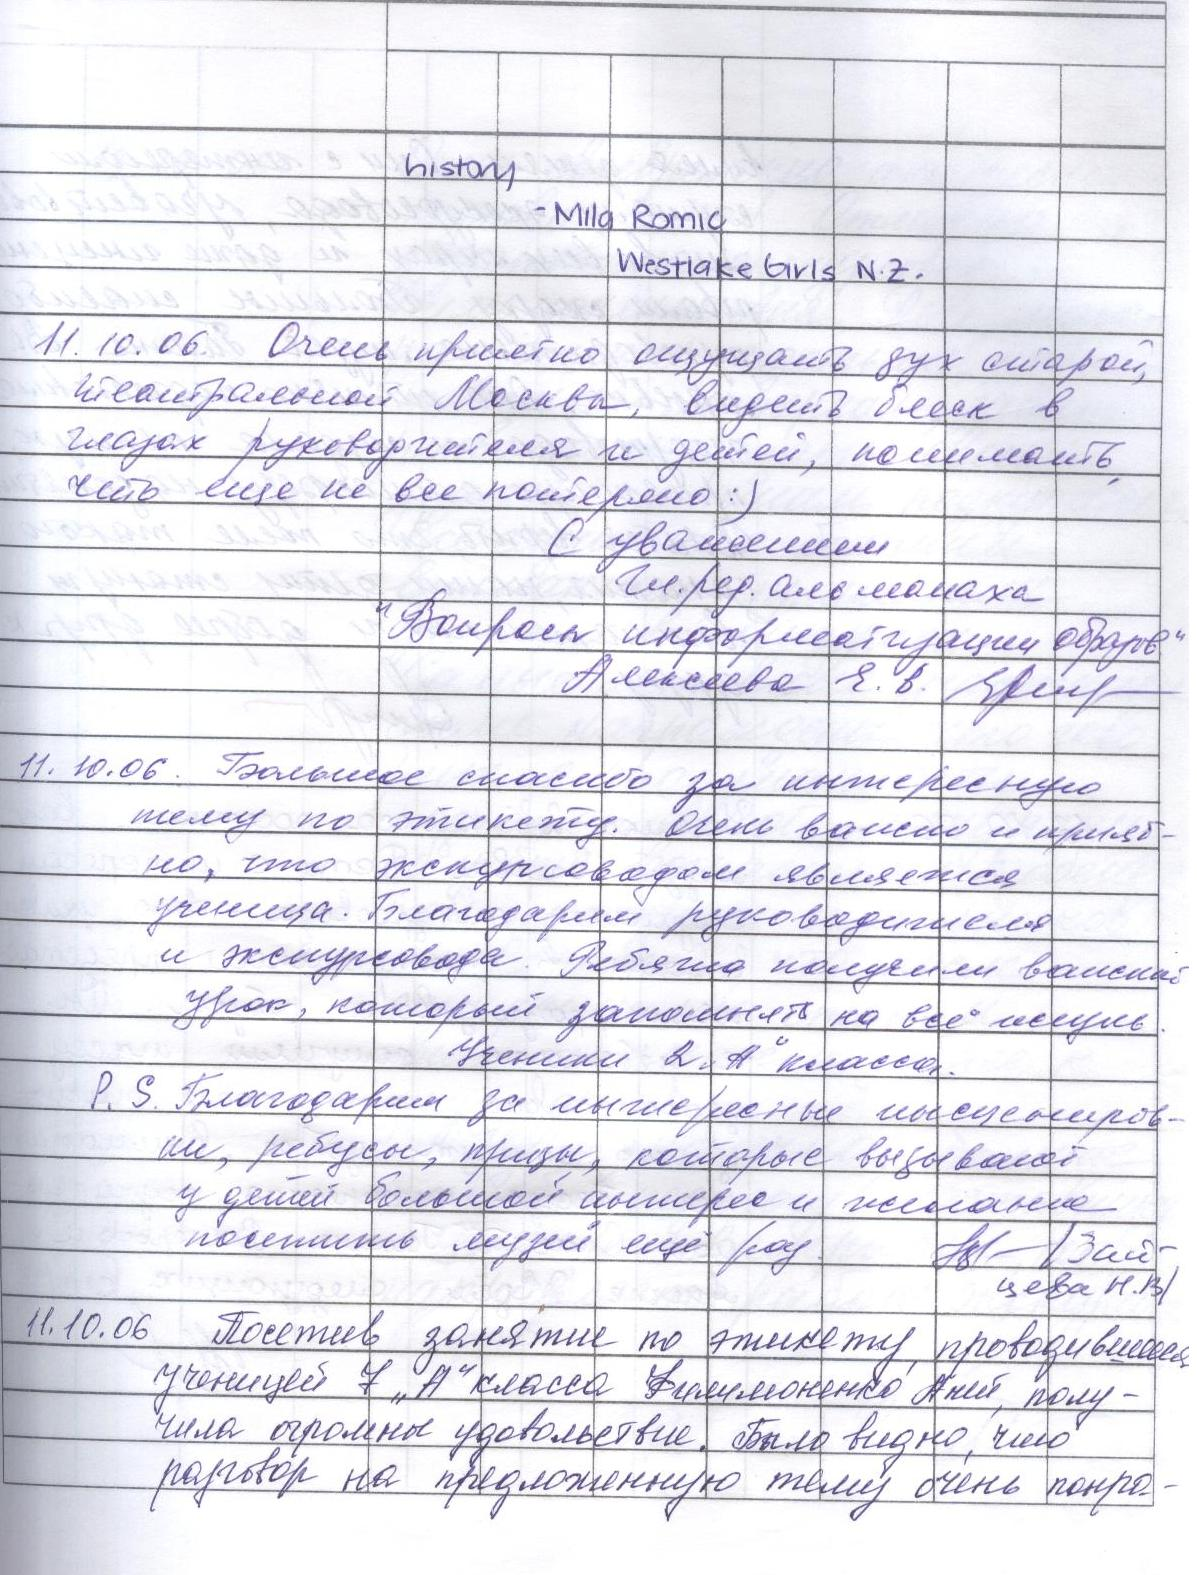 history
- Mila Romic
Westlake Girls N.Z.
11.10.06. Очень приятно ощущать дух старой,
театральной Москвы, видеть блеск в
глазах руководителя и детей, понимать,
что еще не все потеряно :)
С уважением
Гл. ред. альманаха
"Вопросы информатизации образов"
Алексеева Е. В.
11.10.06. Большое спасибо за интересную
тему по этикету. Очень важно и прият-
но, что экскурсоводом является
ученица. Благодарим руководителя
и экскурсовода. Ребята получили важный
урок, который запомнят на всё жизнь.
Ученики 2 „А" класса.
P.S. Благодарим за интересные инсцениров-
ки, ребусы, призы, которые вызывают
у детей большой интерес и желание
посетить музей ещё раз. /Зай-
цева Н.В/
11.10.06 Посетив занятие по этикету, проводившееся
ученицей 7 „А" класса Аней, полу-
чила огромны удовольствие. Было видно, что
разговор на предложенную тему очень понра-